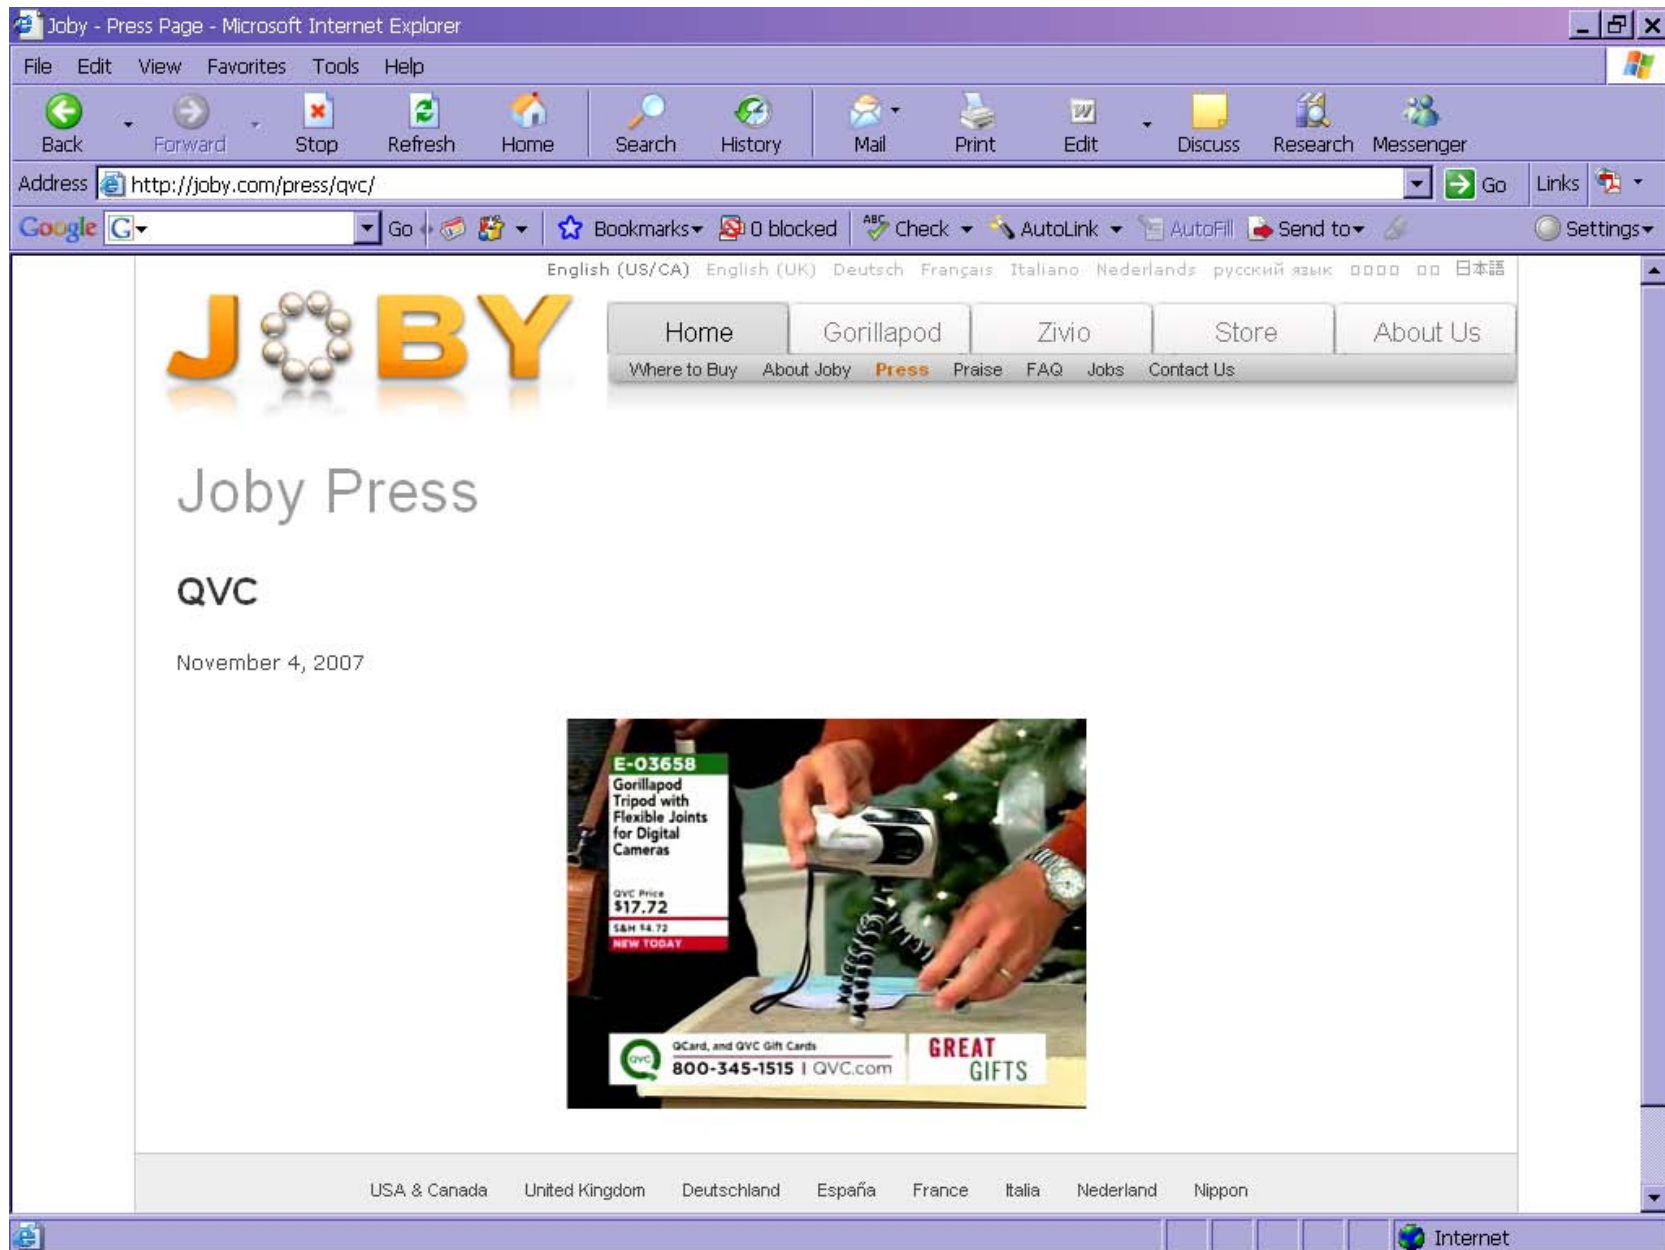 Joby - Press Page - Microsoft Internet Explorer
File Edit View Favorites Tools Help
Back Forward Stop Refresh Home Search History Mail Print Edit Discuss Research Messenger
Address http://joby.com/press/qvc/ Go Links
Google G Go Bookmarks 0 blocked ABC Check AutoLink AutoFill Send to Settings
English (US/CA) English (UK) Deutsch Français Italiano Nederlands русский язык 日本語
JOBY
Home Gorillapod Zivio Store About Us
Where to Buy About Joby Press Praise FAQ Jobs Contact Us
Joby Press
QVC
November 4, 2007
E-03658
Gorillapod
Tripod with
Flexible Joints
for Digital
Cameras
QVC Price
$17.72
S&H $4.72
NEW TODAY
QVC
QCard, and QVC Gift Cards
800-345-1515 | QVC.com
GREAT
GIFTS
USA & Canada United Kingdom Deutschland España France Italia Nederland Nippon
Internet